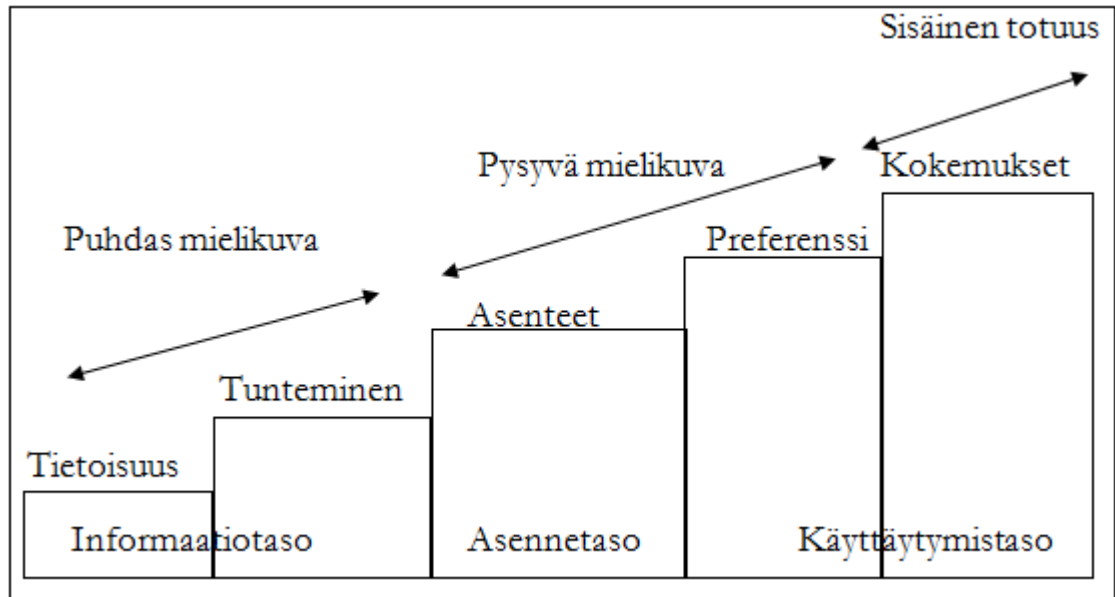 Sisäinen totuus
Pysyvä mielikuva
Kokemukset
Puhdas mielikuva
Preferenssi
Asenteet
Tunteminen
Tietoisuus
Informaatiotaso
Asennetaso
Käyttäytymistaso